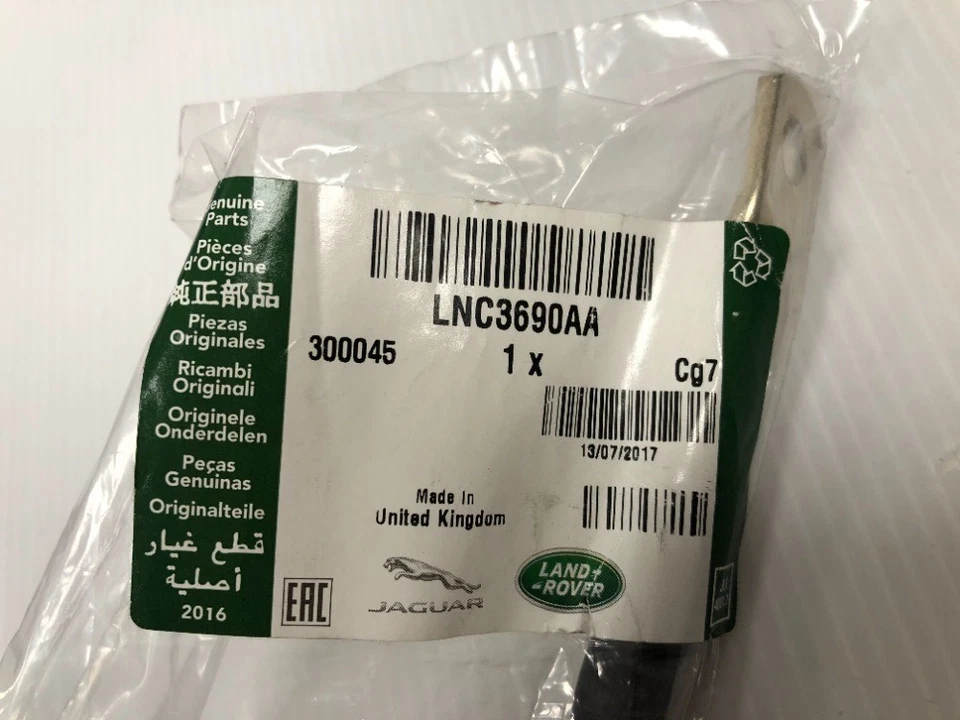 enuine
Parts
Pièces
d'Origine
純正部品
Piezas
Originales
Ricambi
Originali
Originele
Onderdelen
Peças
Genuinas
Originalteile
قطع غيار
أصلية
2016
LNC3690AA
300045
1 x
Cg7
13/07/2017
Made In
United Kingdom
EAC
JAGUAR
LAND
ROVER